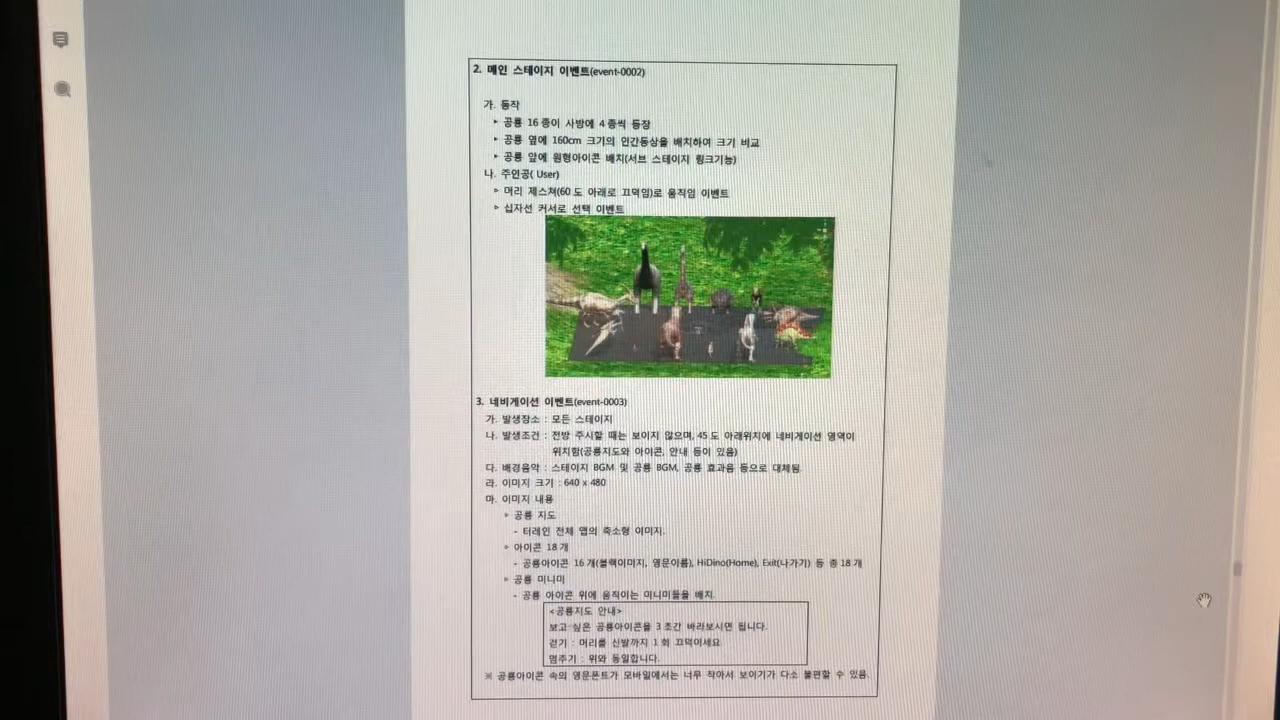 2.메인 스테이지 이벤트(event-0002)
가. 동작
▸ 공룡 16종이 사방에 4종씩 등장
▸ 공룡 옆에 160cm 크기의 인간동상을 배치하여 크기 비교
▸ 공룡 앞에 원형아이콘 배치(서브 스테이지 링크기능)
나. 주인공( User)
▹ 머리 제스쳐(60도 아래로 끄덕임)로 움직임 이벤트
▹ 십자선 커서로 선택 이벤트
3. 네비게이션 이벤트(event-0003)
가. 발생장소 : 모든 스테이지
나. 발생조건 : 전방 주시할 때는 보이지 않으며, 45도 아래위치에 네비게이션 영역이
위치함(공룡지도와 아이콘, 안내 등이 있음)
다. 배경음악 : 스테이지 BGM 및 공룡 BGM, 공룡 효과음 등으로 대체됨.
라. 이미지 크기 : 640 x 480
마. 이미지 내용
▹ 공룡 지도
- 터레인 전체 맵의 축소형 이미지.
▹ 아이콘 18개
- 공룡아이콘 16개(블랙이미지, 영문이름), HiDino(Home), Exit(나가기) 등 총 18개
▹ 공룡 미니미
- 공룡 아이콘 위에 움직이는 미니미들을 배치.
<공룡지도 안내>
보고 싶은 공룡아이콘을 3초간 바라보시면 됩니다.
걷기 : 머리를 신발까지 1회 끄덕이세요.
멈추기 : 위와 동일합니다.
※ 공룡아이콘 속의 영문폰트가 모바일에서는 너무 작아서 보이기가 다소 불편할 수 있음.